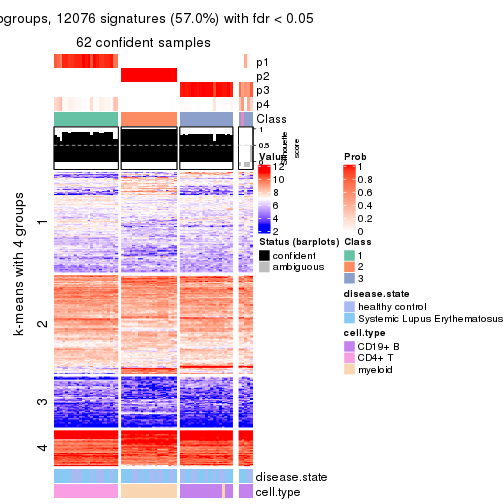 ogroups, 12076 signatures (57.0%) with fdr < 0.05
62 confident samples
p1
p2
p3
p4
Class
1
0.5
0
Silhouette
score
k-means with 4 groups
1
2
3
4
disease.state
cell.type
Value
12
10
8
6
4
2
Status (barplots)
confident
ambiguous
Prob
1
0.8
0.6
0.4
0.2
0
Class
1
2
3
disease.state
healthy control
Systemic Lupus Erythematosus
cell.type
CD19+ B
CD4+ T
myeloid